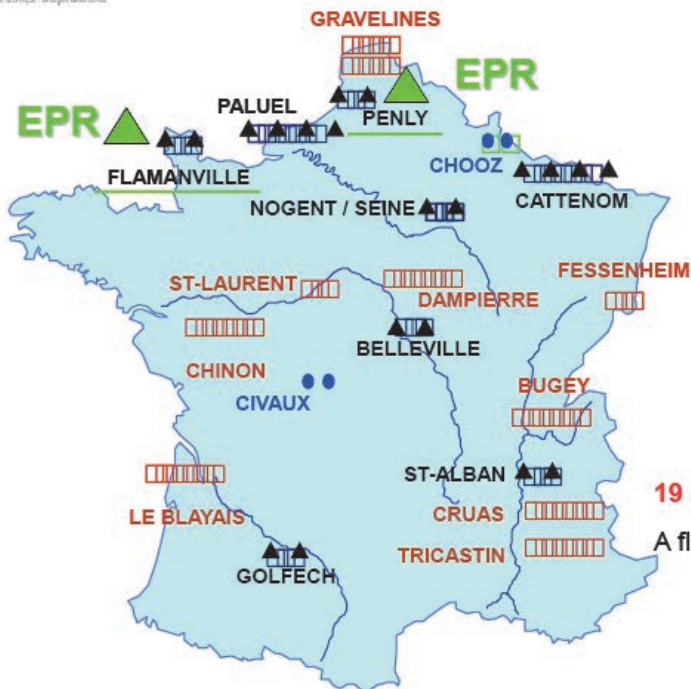 GRAVELINES
EPR
PALUEL
PENLY
EPR
FLAMANVILLE
CHOOZ
CATTENOM
NOGENT / SEINE
FESSENHEIM
ST-LAURENT
DAMPIERRE
BELLEVILLE
CHINON
BUGEY
CIVAUX
ST-ALBAN
19
LE BLAYAIS
CRUAS
A fl
TRICASTIN
GOLFECH